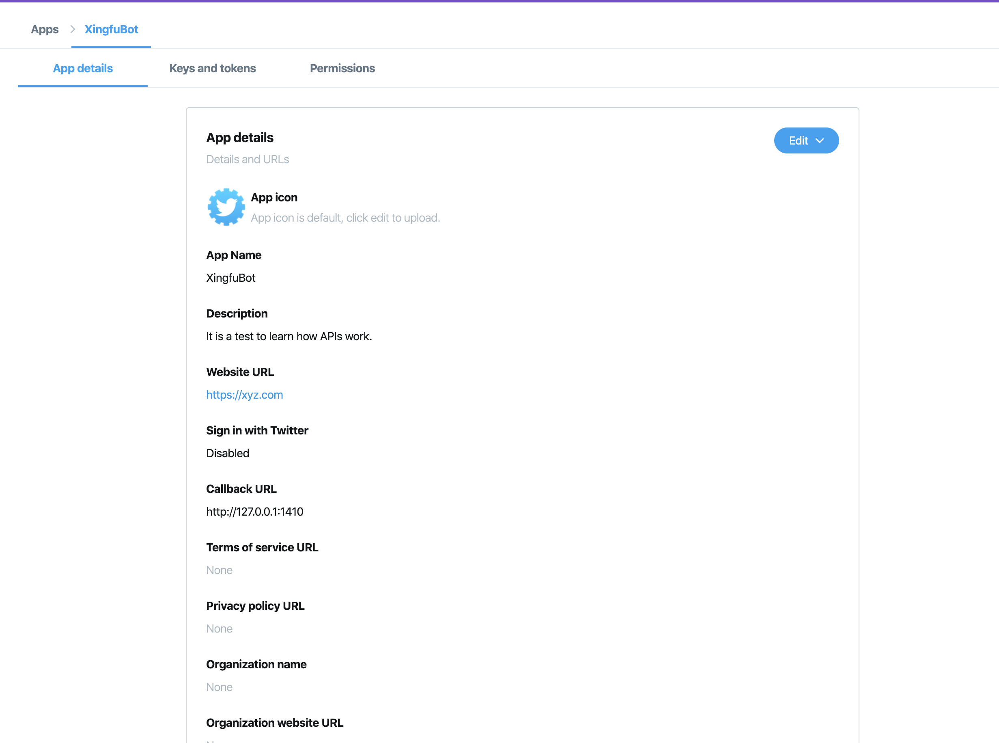 Apps > XingfuBot
App details Keys and tokens Permissions
App details
Edit
Details and URLs
App icon
App icon is default, click edit to upload.
App Name
XingfuBot
Description
It is a test to learn how APIs work.
Website URL
https://xyz.com
Sign in with Twitter
Disabled
Callback URL
http://127.0.0.1:1410
Terms of service URL
None
Privacy policy URL
None
Organization name
None
Organization website URL